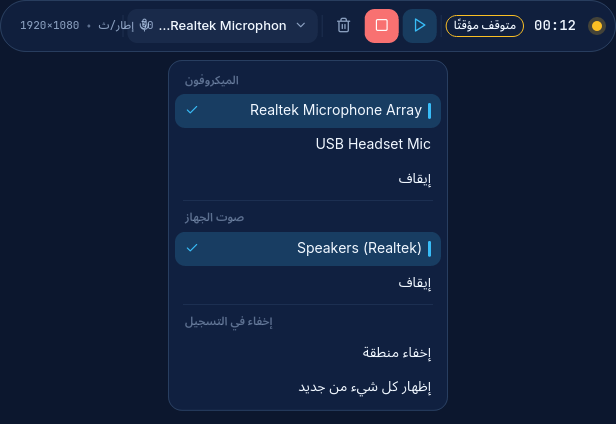 00:12
متوقف مؤقتًا
Realtek Microphon...
1920×1080 • 30 إطار/ث
الميكروفون
Realtek Microphone Array
USB Headset Mic
إيقاف
صوت الجهاز
Speakers (Realtek)
إيقاف
إخفاء في التسجيل
إخفاء منطقة
إظهار كل شيء من جديد